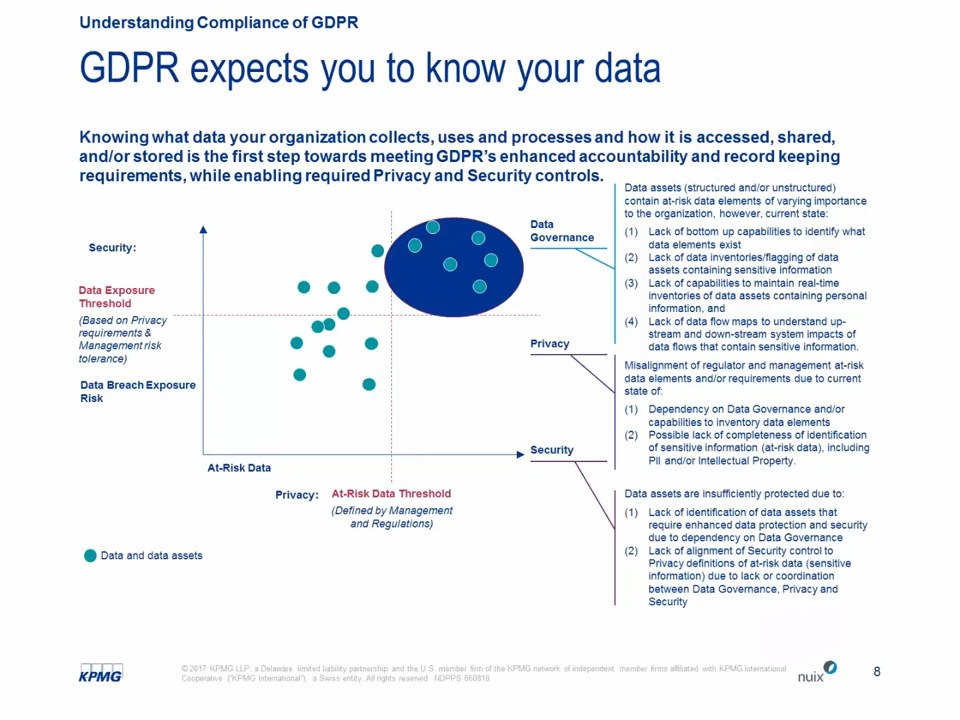 Understanding Compliance of GDPR
GDPR expects you to know your data
Knowing what data your organization collects, uses and processes and how it is accessed, shared,
and/or stored is the first step towards meeting GDPR's enhanced accountability and record keeping
requirements, while enabling required Privacy and Security controls.
Security:
Data Exposure
Threshold
(Based on Privacy
requirements &
Management risk
tolerance)
Data Breach Exposure
Risk
At-Risk Data
Privacy:
At-Risk Data Threshold
(Defined by Management
and Regulations)
Data and data assets
Data
Governance
Data assets (structured and/or unstructured)
contain at-risk data elements of varying importance
to the organization, however, current state:
(1) Lack of bottom up capabilities to identify what
data elements exist
(2) Lack of data inventories/flagging of data
assets containing sensitive information
(3) Lack of capabilities to maintain real-time
inventories of data assets containing personal
information, and
(4) Lack of data flow maps to understand up-
stream and down-stream system impacts of
data flows that contain sensitive information.
Privacy
Misalignment of regulator and management at-risk
data elements and/or requirements due to current
state of:
(1) Dependency on Data Governance and/or
capabilities to inventory data elements
(2) Possible lack of completeness of identification
of sensitive information (at-risk data), including
PII and/or Intellectual Property.
Security
Data assets are insufficiently protected due to:
(1) Lack of identification of data assets that
require enhanced data protection and security
due to dependency on Data Governance
(2) Lack of alignment of Security control to
Privacy definitions of at-risk data (sensitive
information) due to lack or coordination
between Data Governance, Privacy and
Security
KPMG
© 2017 KPMG LLP, a Delaware limited liability partnership and the U.S. member firm of the KPMG network of independent member firms affiliated with KPMG International
Cooperative ("KPMG International"), a Swiss entity. All rights reserved. NDPPS 660810
nuix
8